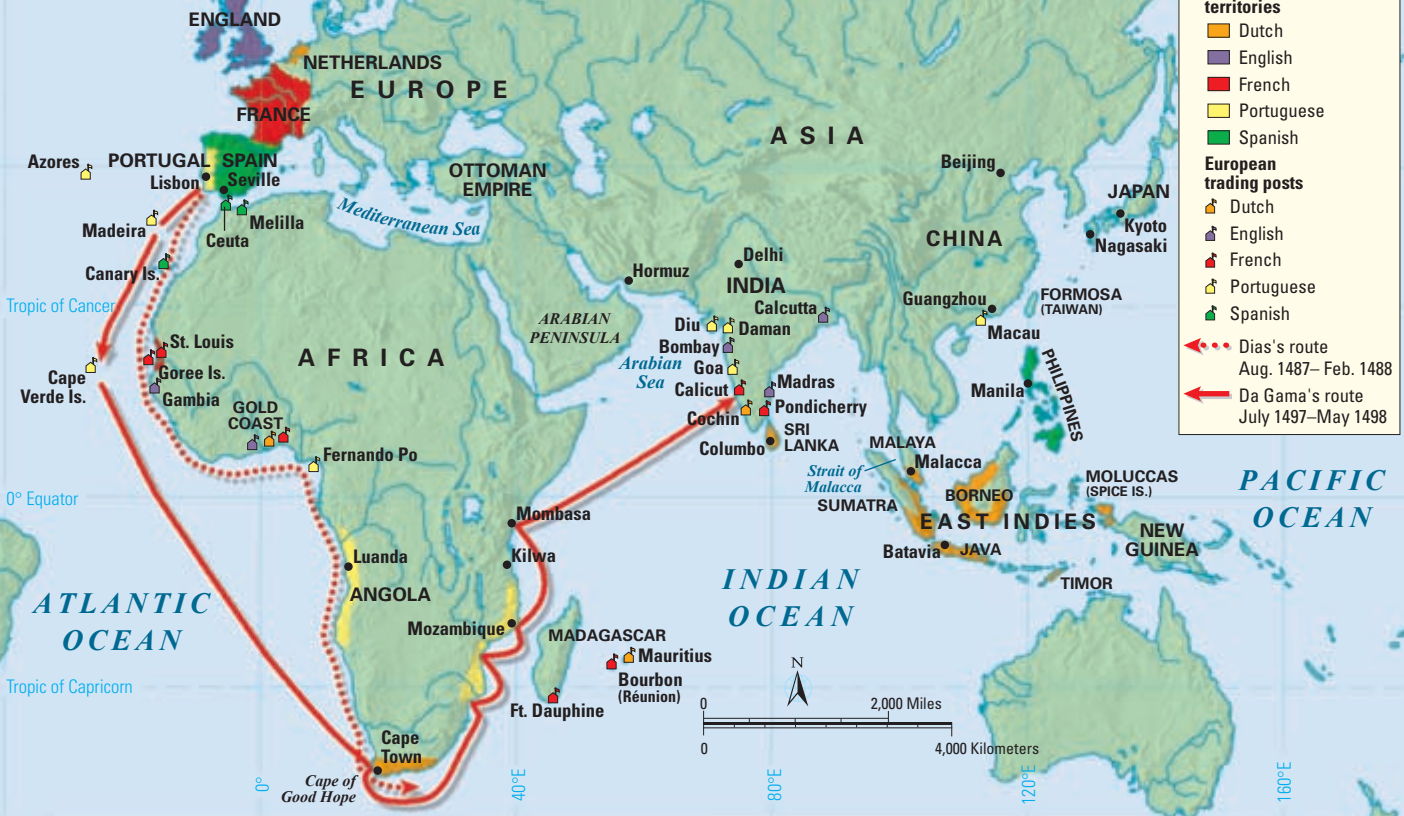 ENGLAND
NETHERLANDS
EUROPE
FRANCE
ASIA
Azores
PORTUGAL
SPAIN
Lisbon
Seville
OTTOMAN
EMPIRE
Beijing
JAPAN
Kyoto
Nagasaki
Madeira
Melilla
Ceuta
Mediterranean Sea
CHINA
Canary Is.
Hormuz
Delhi
INDIA
Calcutta
Guangzhou
FORMOSA
(TAIWAN)
Tropic of Cancer
ARABIAN
PENINSULA
Diu
Daman
Macau
Bombay
Arabian
Sea
Goa
St. Louis
Goree Is.
AFRICA
Cape
Verde Is.
Gambia
Calicut
Madras
Manila
PHILIPPINES
GOLD
COAST
Cochin
Pondicherry
Columbo
SRI
LANKA
MALAYA
Malacca
Fernando Po
Strait of
Malacca
MOLUCCAS
(SPICE IS.)
PACIFIC
OCEAN
0° Equator
SUMATRA
BORNEO
EAST INDIES
NEW
GUINEA
Mombasa
Kilwa
Batavia
JAVA
Luanda
ANGOLA
INDIAN
OCEAN
TIMOR
ATLANTIC
OCEAN
Mozambique
MADAGASCAR
Mauritius
Bourbon
(Réunion)
Ft. Dauphine
Tropic of Capricorn
N
0
2,000 Miles
0
4,000 Kilometers
Cape
Town
Cape of
Good Hope
0°
40°E
80°E
120°E
160°E
territories
Dutch
English
French
Portuguese
Spanish
European
trading posts
Dutch
English
French
Portuguese
Spanish
Dias's route
Aug. 1487– Feb. 1488
Da Gama's route
July 1497–May 1498